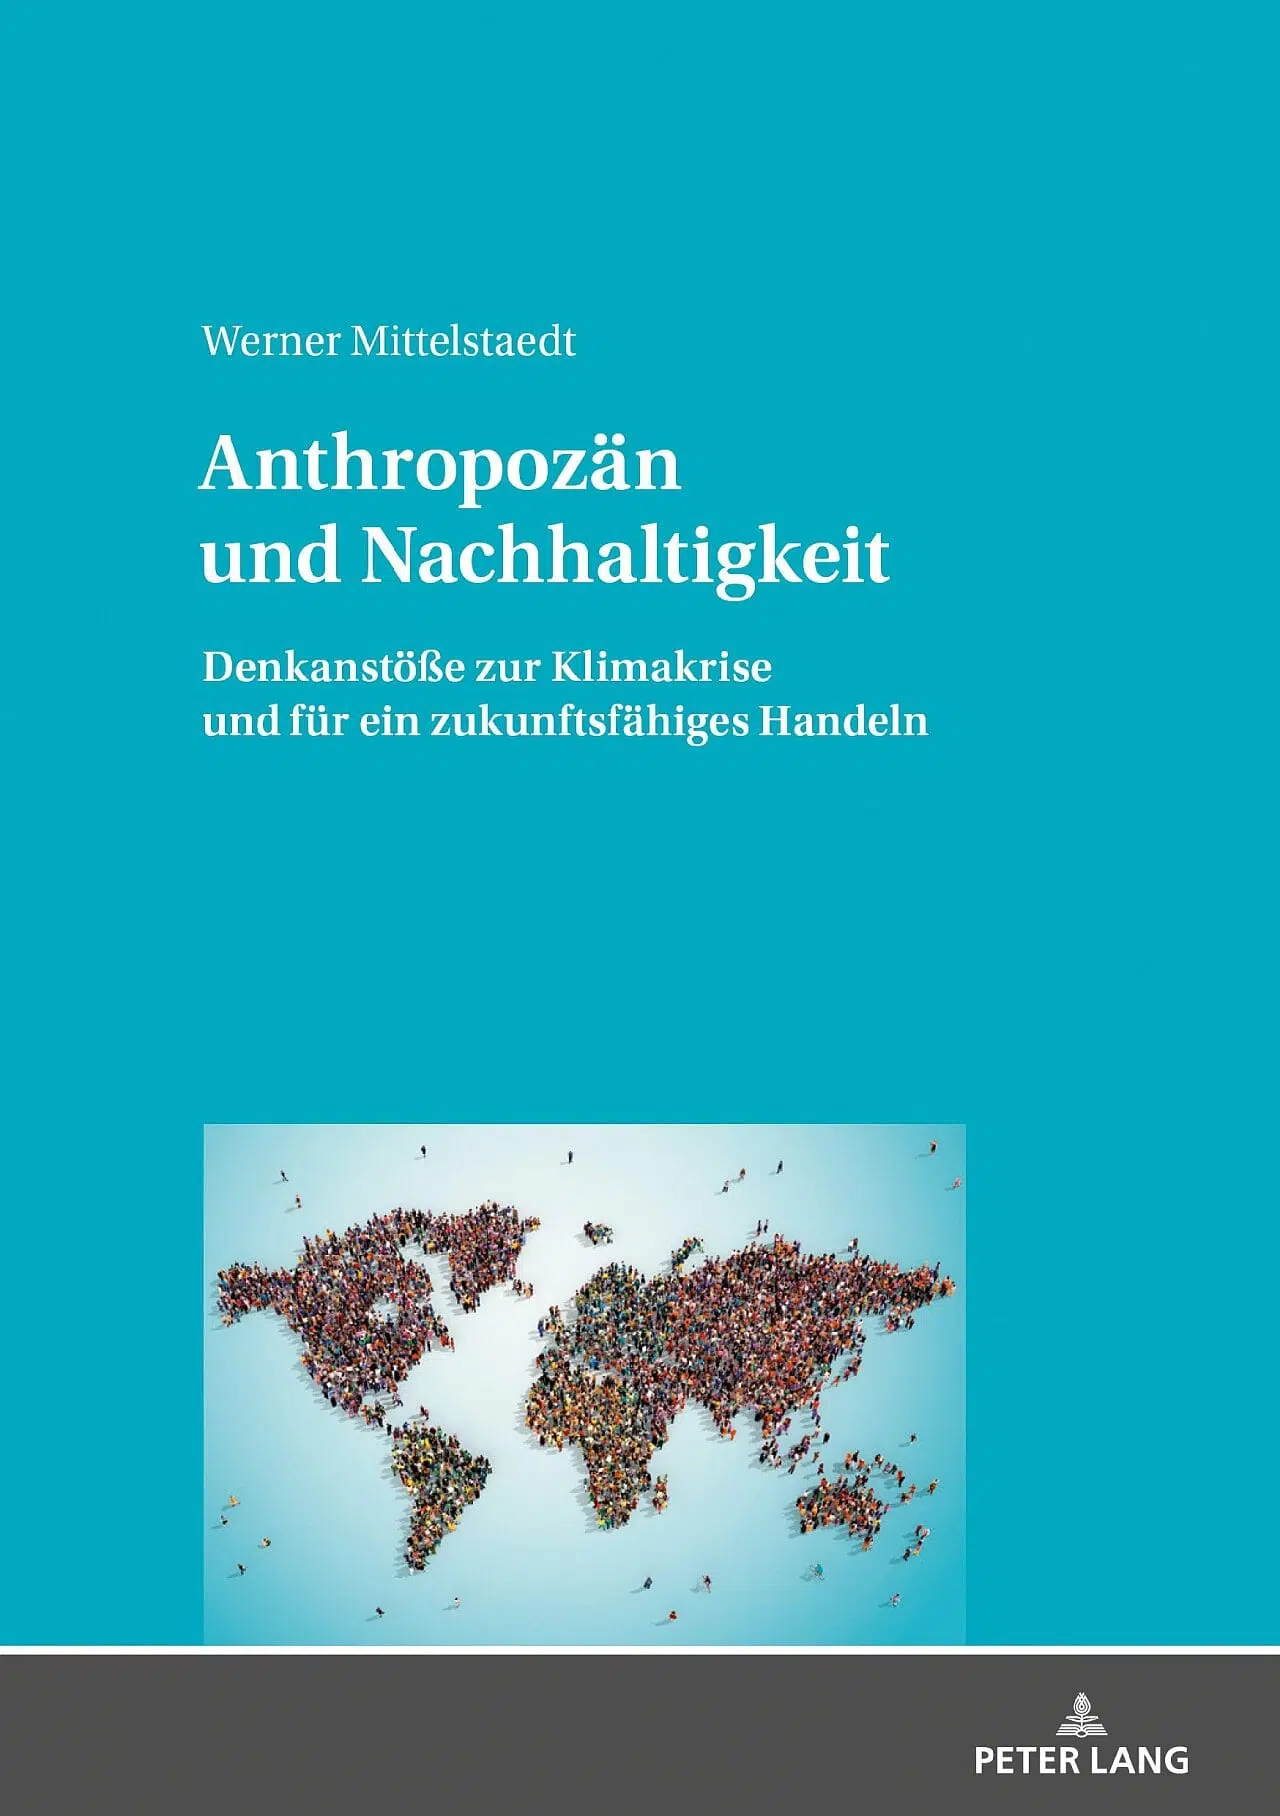 Werner Mittelstaedt
Anthropozän
und Nachhaltigkeit
Denkanstöße zur Klimakrise
und für ein zukunftsfähiges Handeln
PETER LANG